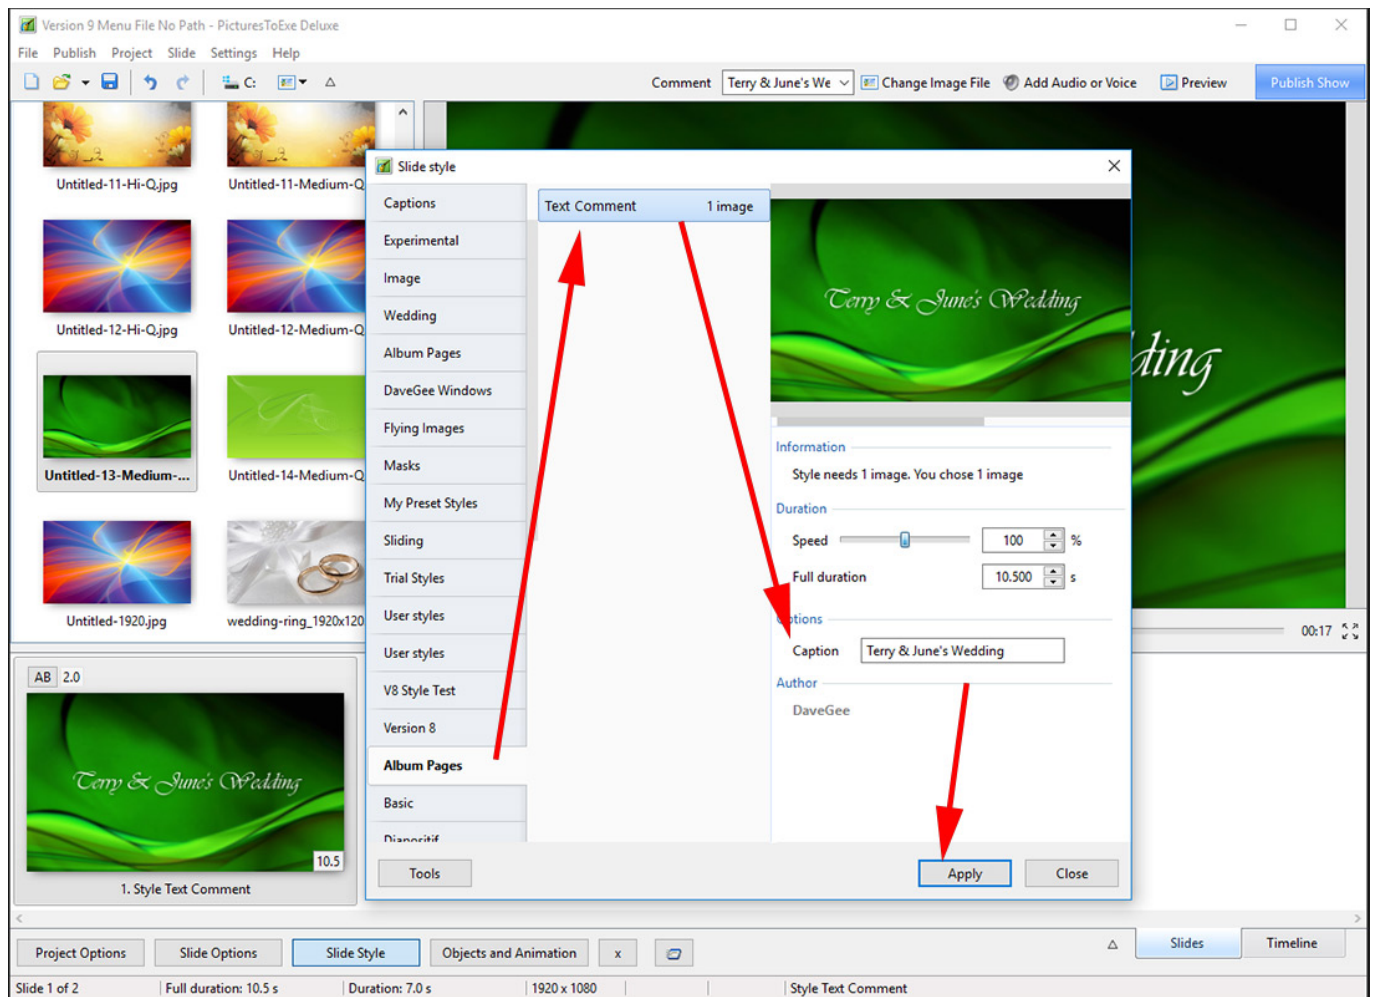 Version 9 Menu File No Path - PicturesToExe Deluxe
File Publish Project Slide Settings Help
C:
Comment Terry & June's We Change Image File Add Audio or Voice Preview Publish Show
Untitled-11-Hi-Q.jpg Untitled-11-Medium-Q
Untitled-12-Hi-Q.jpg Untitled-12-Medium-Q
Untitled-13-Medium-... Untitled-14-Medium-Q
Untitled-1920.jpg wedding-ring_1920x120
Slide style
Captions
Experimental
Image
Wedding
Album Pages
DaveGee Windows
Flying Images
Masks
My Preset Styles
Sliding
Trial Styles
User styles
User styles
V8 Style Test
Version 8
Album Pages
Basic
Diapositif
Text Comment 1 image
Terry & June's Wedding
Information
Style needs 1 image. You chose 1 image
Duration
Speed 100 %
Full duration 10.500 s
Options
Caption Terry & June's Wedding
Author
DaveGee
Tools Apply Close
dding
00:17
AB 2.0
Terry & June's Wedding
10.5
1. Style Text Comment
Project Options Slide Options Slide Style Objects and Animation x
Slides Timeline
Slide 1 of 2 Full duration: 10.5 s Duration: 7.0 s 1920 x 1080 Style Text Comment